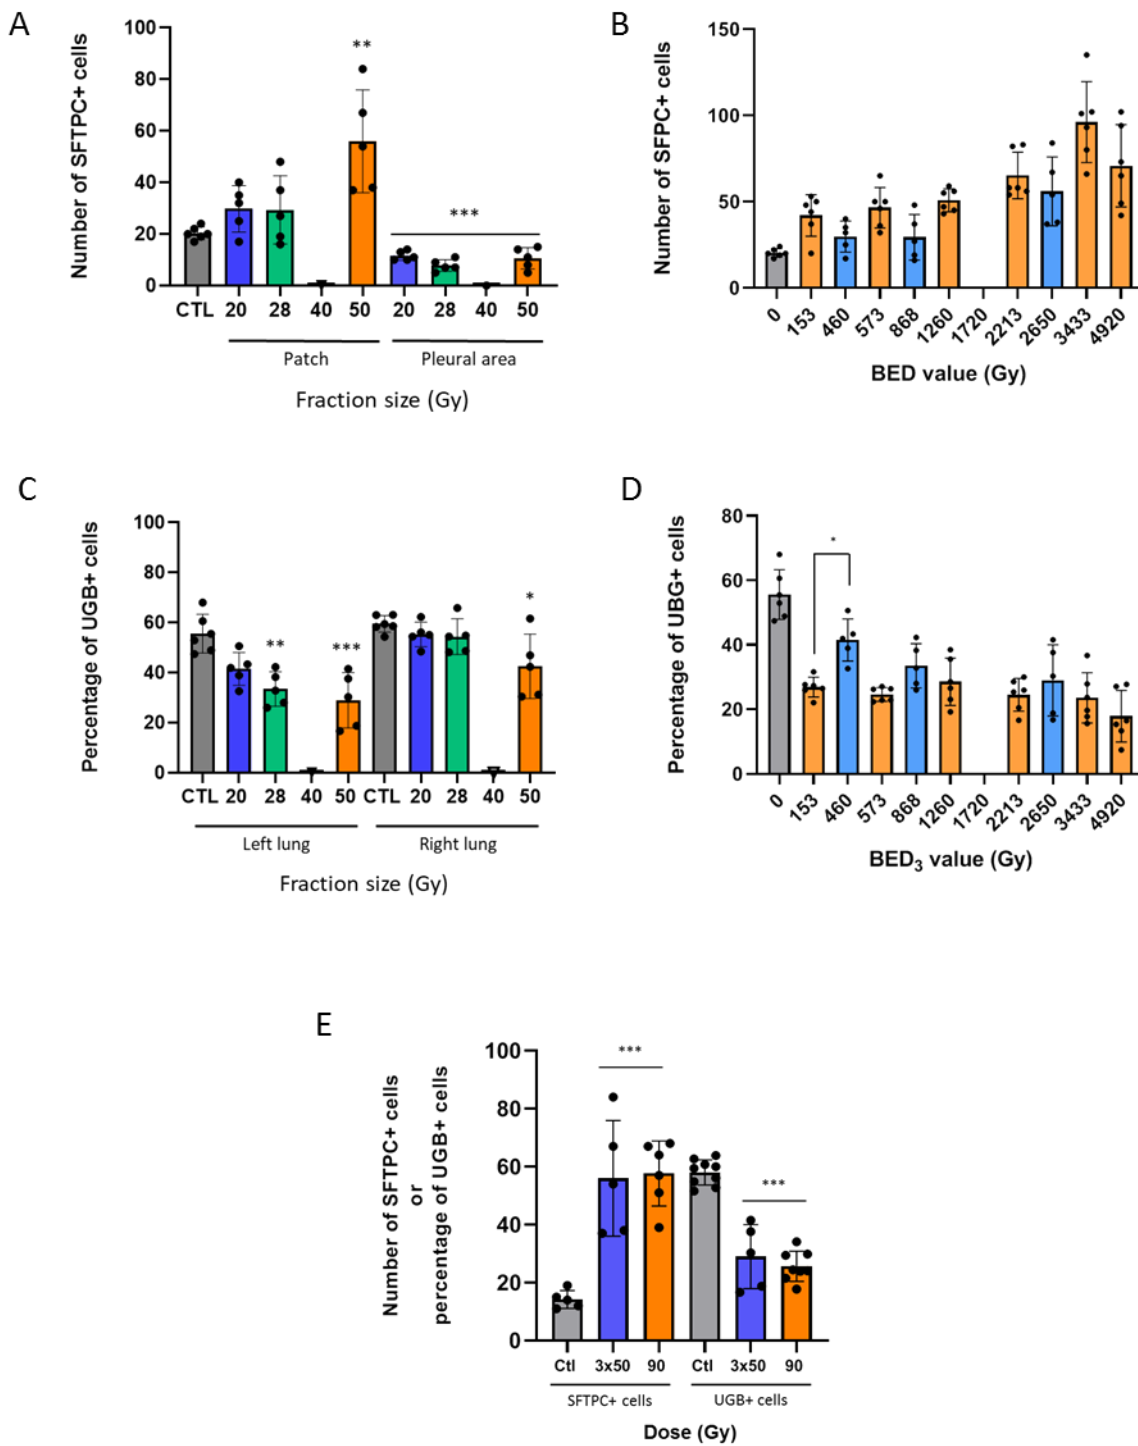 A
Number of SFTPC+ cells
100
80
60
40
20
0
**
***
CTL 20 28 40 50 20 28 40 50
Patch Pleural area
Fraction size (Gy)
B
Number of SFPC+ cells
150
100
50
0
0 153 460 573 868 1260 1720 2213 2650 3433 4920
BED value (Gy)
C
Percentage of UGB+ cells
100
80
60
40
20
0
** *** *
CTL 20 28 40 50 CTL 20 28 40 50
Left lung Right lung
Fraction size (Gy)
D
Percentage of UBG+ cells
80
60
40
20
0
*
0 153 460 573 868 1260 1720 2213 2650 3433 4920
BED₃ value (Gy)
E
Number of SFTPC+ cells
or
percentage of UGB+ cells
100
80
60
40
20
0
***
***
Ctl 3x50 90 Ctl 3x50 90
SFTPC+ cells UGB+ cells
Dose (Gy)